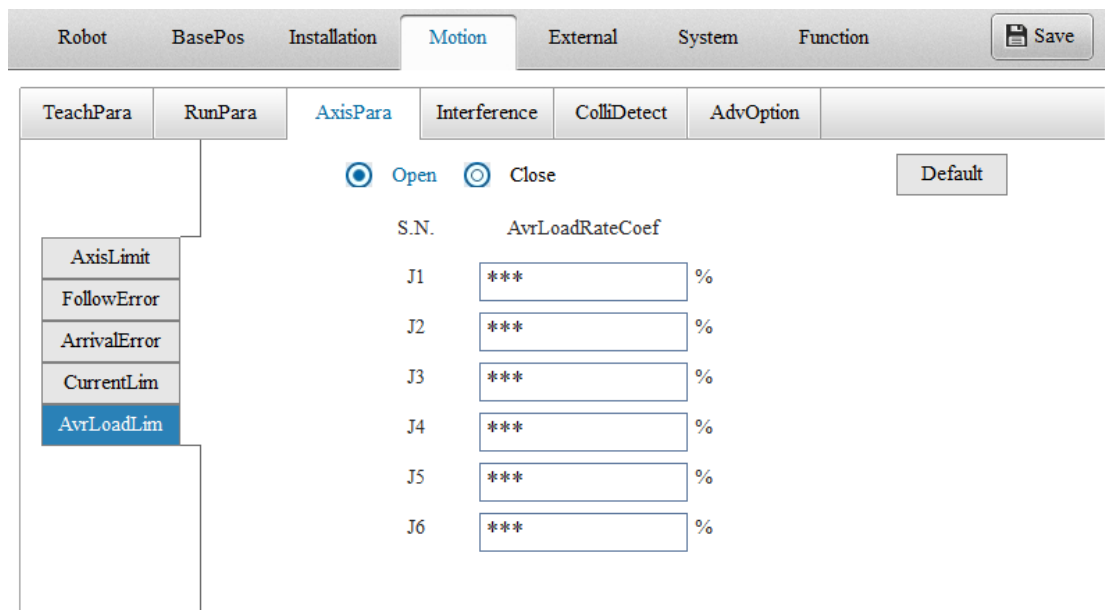 Robot BasePos Installation Motion External System Function Save
TeachPara RunPara AxisPara Interference ColliDetect AdvOption
Open Close Default
S.N. AvrLoadRateCoef
AxisLimit
FollowError
ArrivalError
CurrentLim
AvrLoadLim
J1 *** %
J2 *** %
J3 *** %
J4 *** %
J5 *** %
J6 *** %